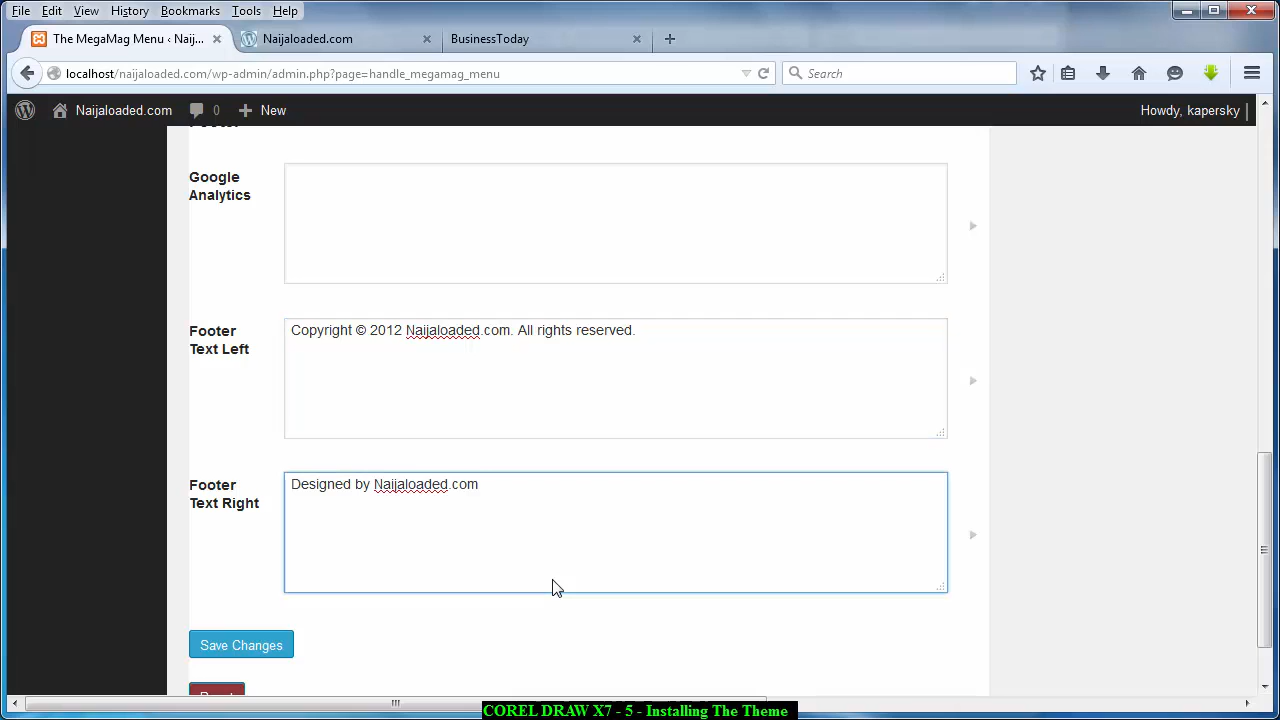 File Edit View History Bookmarks Tools Help
The MegaMag Menu ‹ Naij... Naijaloaded.com BusinessToday
localhost/naijaloaded.com/wp-admin/admin.php?page=handle_megamag_menu Search
Naijaloaded.com 0 New Howdy, kapersky
Google
Analytics
Footer
Text Left
Copyright © 2012 Naijaloaded.com. All rights reserved.
Footer
Text Right
Designed by Naijaloaded.com
Save Changes
COREL DRAW X7 - 5 - Installing The Theme